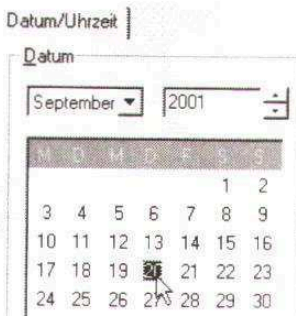 Datum/Uhrzeit
Datum
September 2001
M D M D F S S
1 2
3 4 5 6 7 8 9
10 11 12 13 14 15 16
17 18 19 20 21 22 23
24 25 26 27 28 29 30